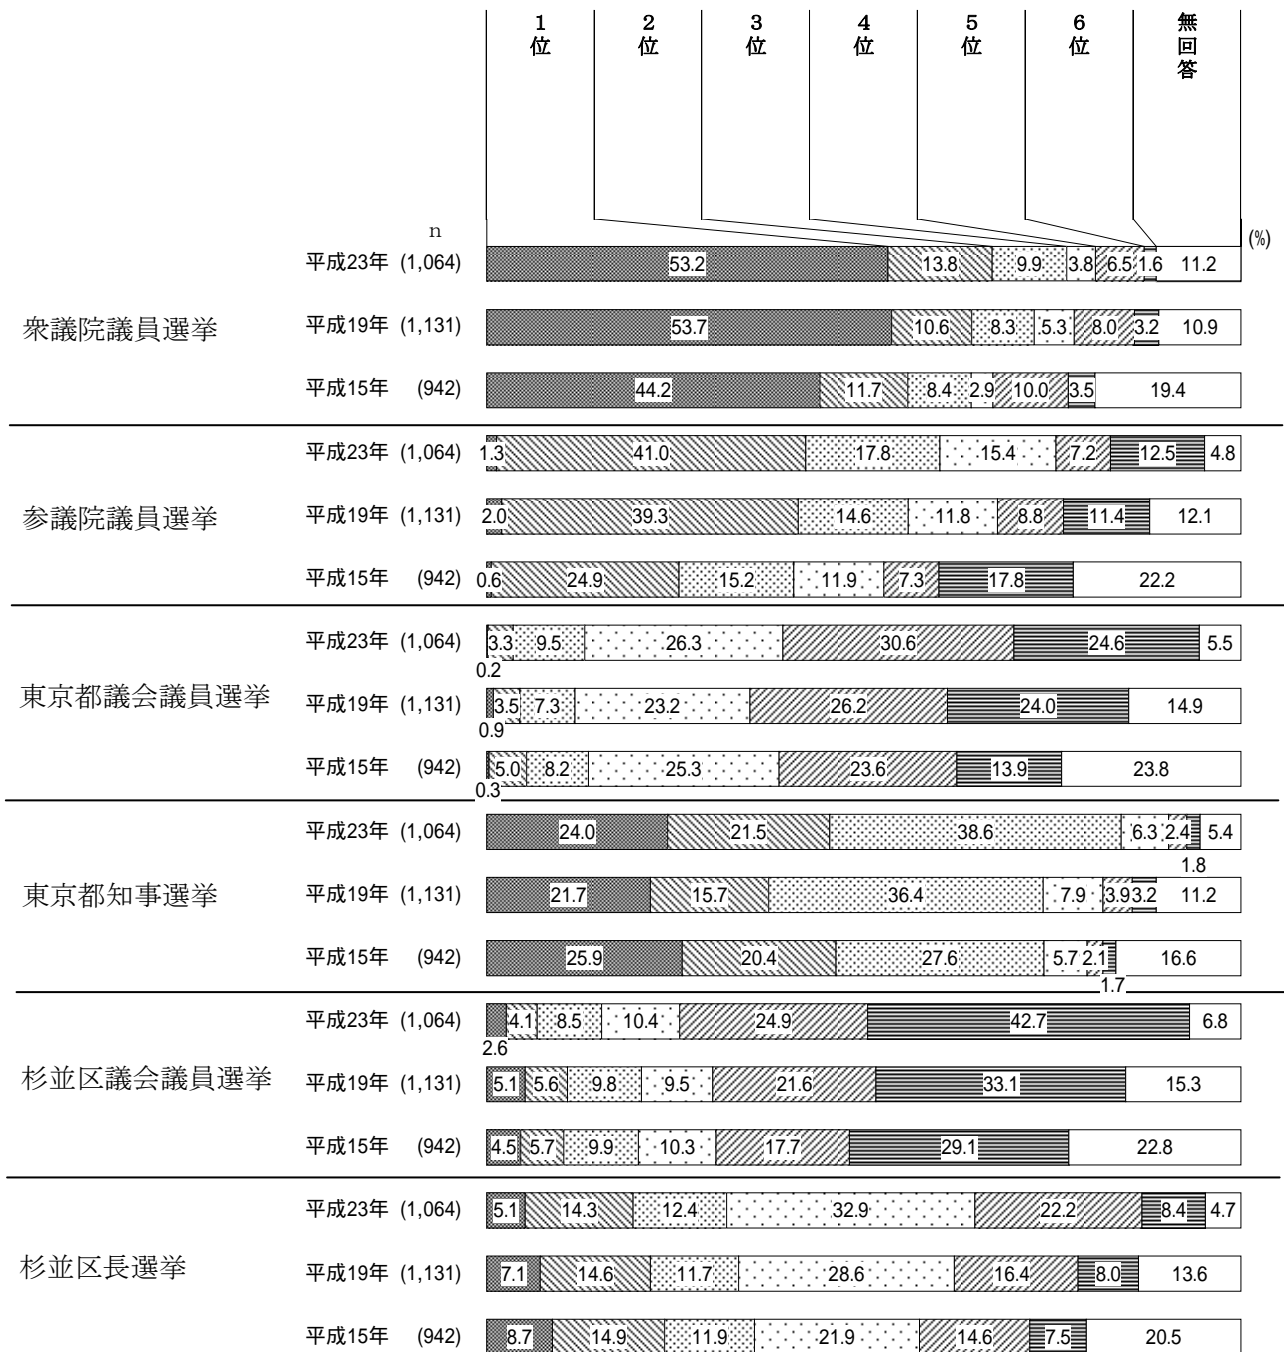 1位 2位 3位 4位 5位 6位 無回答
n
(%)
平成23年 (1,064) 53.2 13.8 9.9 3.8 6.5 1.6 11.2
衆議院議員選挙 平成19年 (1,131) 53.7 10.6 8.3 5.3 8.0 3.2 10.9
平成15年 (942) 44.2 11.7 8.4 2.9 10.0 3.5 19.4
平成23年 (1,064) 1.3 41.0 17.8 15.4 7.2 12.5 4.8
参議院議員選挙 平成19年 (1,131) 2.0 39.3 14.6 11.8 8.8 11.4 12.1
平成15年 (942) 0.6 24.9 15.2 11.9 7.3 17.8 22.2
平成23年 (1,064) 3.3 9.5 26.3 30.6 24.6 5.5
0.2
東京都議会議員選挙 平成19年 (1,131) 3.5 7.3 23.2 26.2 24.0 14.9
0.9
平成15年 (942) 5.0 8.2 25.3 23.6 13.9 23.8
0.3
平成23年 (1,064) 24.0 21.5 38.6 6.3 2.4 5.4
1.8
東京都知事選挙 平成19年 (1,131) 21.7 15.7 36.4 7.9 3.9 3.2 11.2
平成15年 (942) 25.9 20.4 27.6 5.7 2.1 16.6
1.7
平成23年 (1,064) 4.1 8.5 10.4 24.9 42.7 6.8
2.6
杉並区議会議員選挙 平成19年 (1,131) 5.1 5.6 9.8 9.5 21.6 33.1 15.3
平成15年 (942) 4.5 5.7 9.9 10.3 17.7 29.1 22.8
平成23年 (1,064) 5.1 14.3 12.4 32.9 22.2 8.4 4.7
杉並区長選挙 平成19年 (1,131) 7.1 14.6 11.7 28.6 16.4 8.0 13.6
平成15年 (942) 8.7 14.9 11.9 21.9 14.6 7.5 20.5